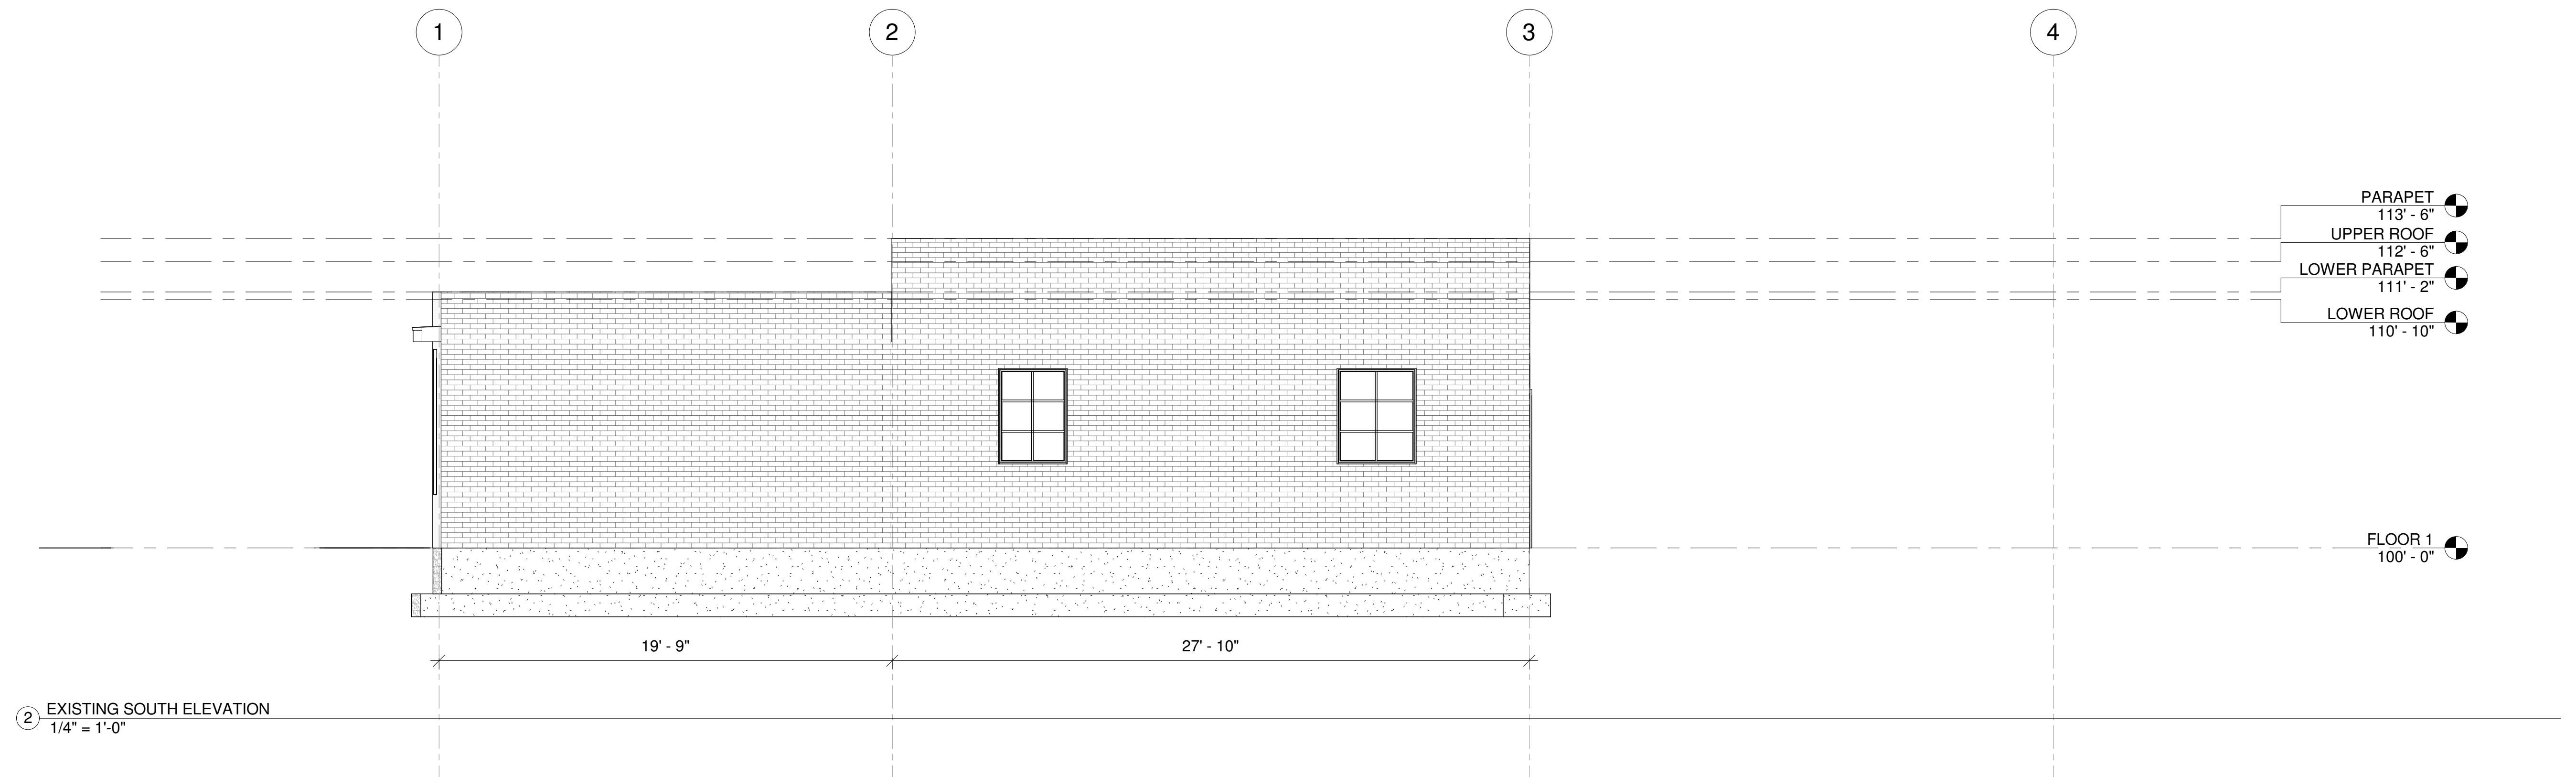 1
2
3
4
PARAPET
113' - 6"
UPPER ROOF
112' - 6"
LOWER PARAPET
111' - 2"
LOWER ROOF
110' - 10"
FLOOR 1
100' - 0"
19' - 9"
27' - 10"
2
EXISTING SOUTH ELEVATION
1/4" = 1'-0"